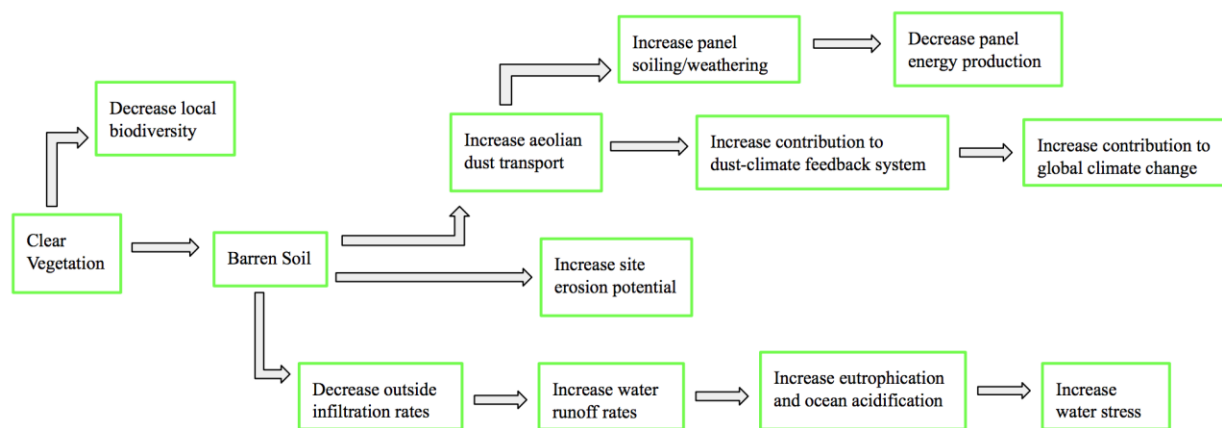 Increase panel
soiling/weathering
Decrease panel
energy production
Decrease local
biodiversity
Increase aeolian
dust transport
Increase contribution to
dust-climate feedback system
Increase contribution to
global climate change
Clear
Vegetation
Barren Soil
Increase site
erosion potential
Decrease outside
infiltration rates
Increase water
runoff rates
Increase eutrophication
and ocean acidification
Increase
water stress